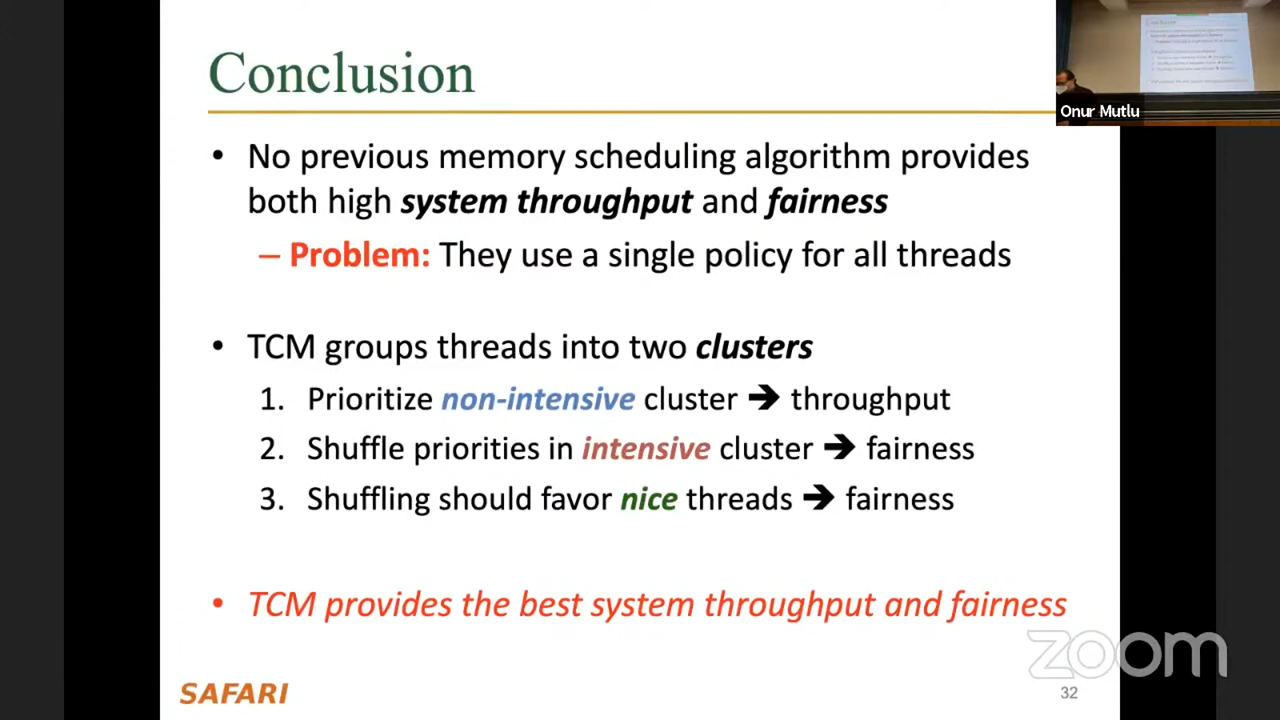 Conclusion
Onur Mutlu
• No previous memory scheduling algorithm provides
both high system throughput and fairness
– Problem: They use a single policy for all threads
• TCM groups threads into two clusters
1. Prioritize non-intensive cluster ➔ throughput
2. Shuffle priorities in intensive cluster ➔ fairness
3. Shuffling should favor nice threads ➔ fairness
• TCM provides the best system throughput and fairness
zoom
SAFARI
32